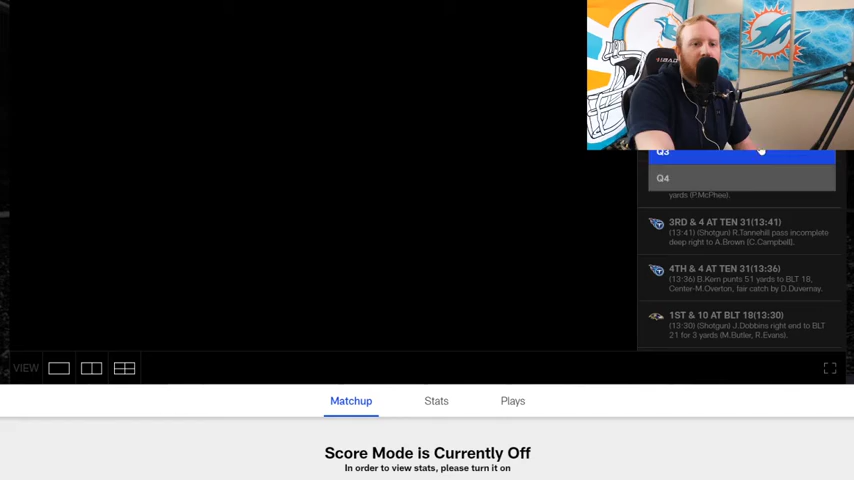 Q3
Q4
yards (P.McPhee).
3RD & 4 AT TEN 31(13:41)
(13:41) (Shotgun) R.Tannehill pass incomplete
deep right to A.Brown [C.Campbell].
4TH & 4 AT TEN 31(13:36)
(13:36) B.Kern punts 51 yards to BLT 18,
Center-M.Overton, fair catch by D.Duvernay.
1ST & 10 AT BLT 18(13:30)
(13:30) (Shotgun) J.Dobbins right end to BLT
21 for 3 yards (M.Butler, R.Evans).
VIEW
Matchup
Stats
Plays
Score Mode is Currently Off
In order to view stats, please turn it on